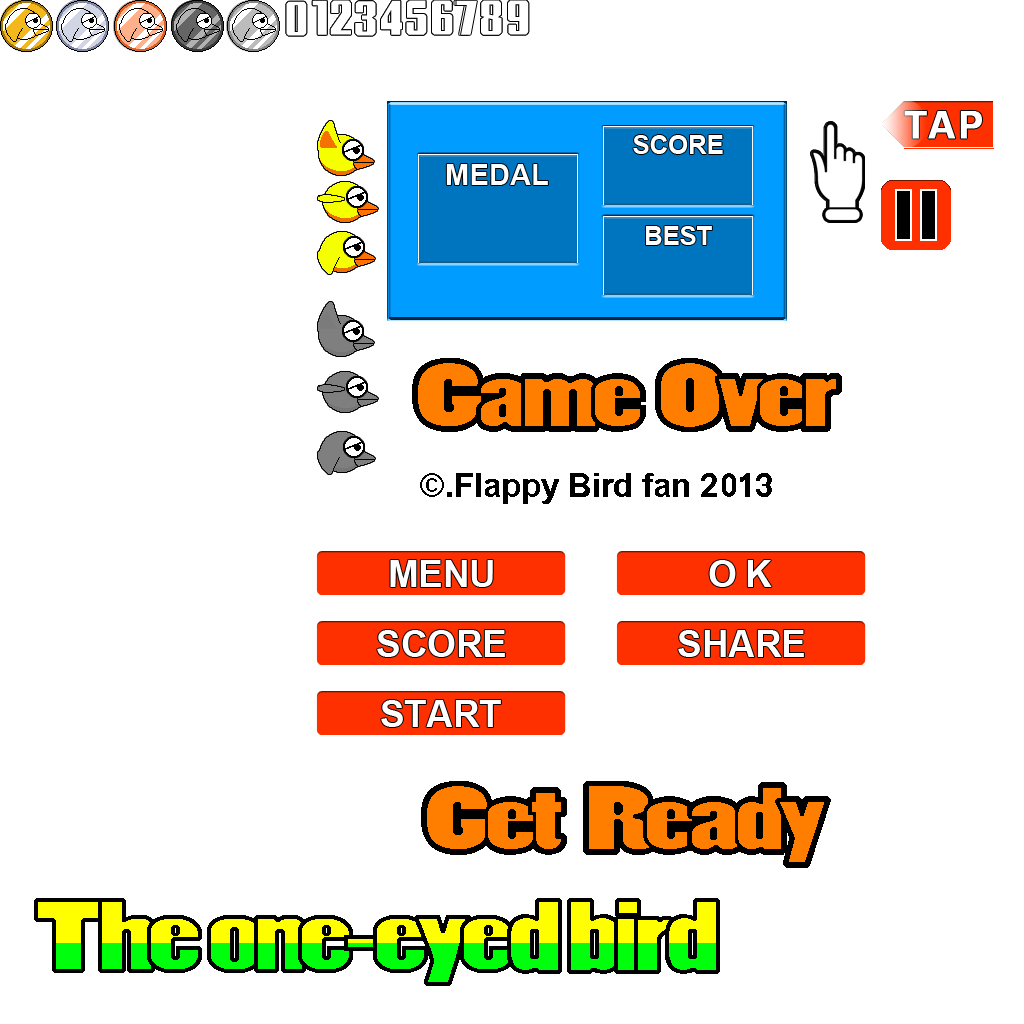 0123456789
TAP
SCORE
MEDAL
BEST
Game Over
©.Flappy Bird fan 2013
MENU
O K
SCORE
SHARE
START
Get Ready
The one-eyed bird